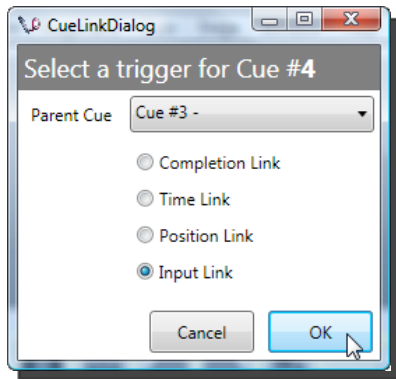 CueLinkDialog
Select a trigger for Cue #4
Parent Cue Cue #3 -
Completion Link
Time Link
Position Link
Input Link
Cancel OK